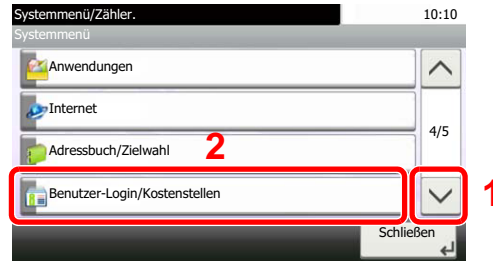 Systemmenü/Zähler. 10:10
Systemmenü
Anwendungen
Internet
4/5
Adressbuch/Zielwahl 2
Benutzer-Login/Kostenstellen 1
Schließen